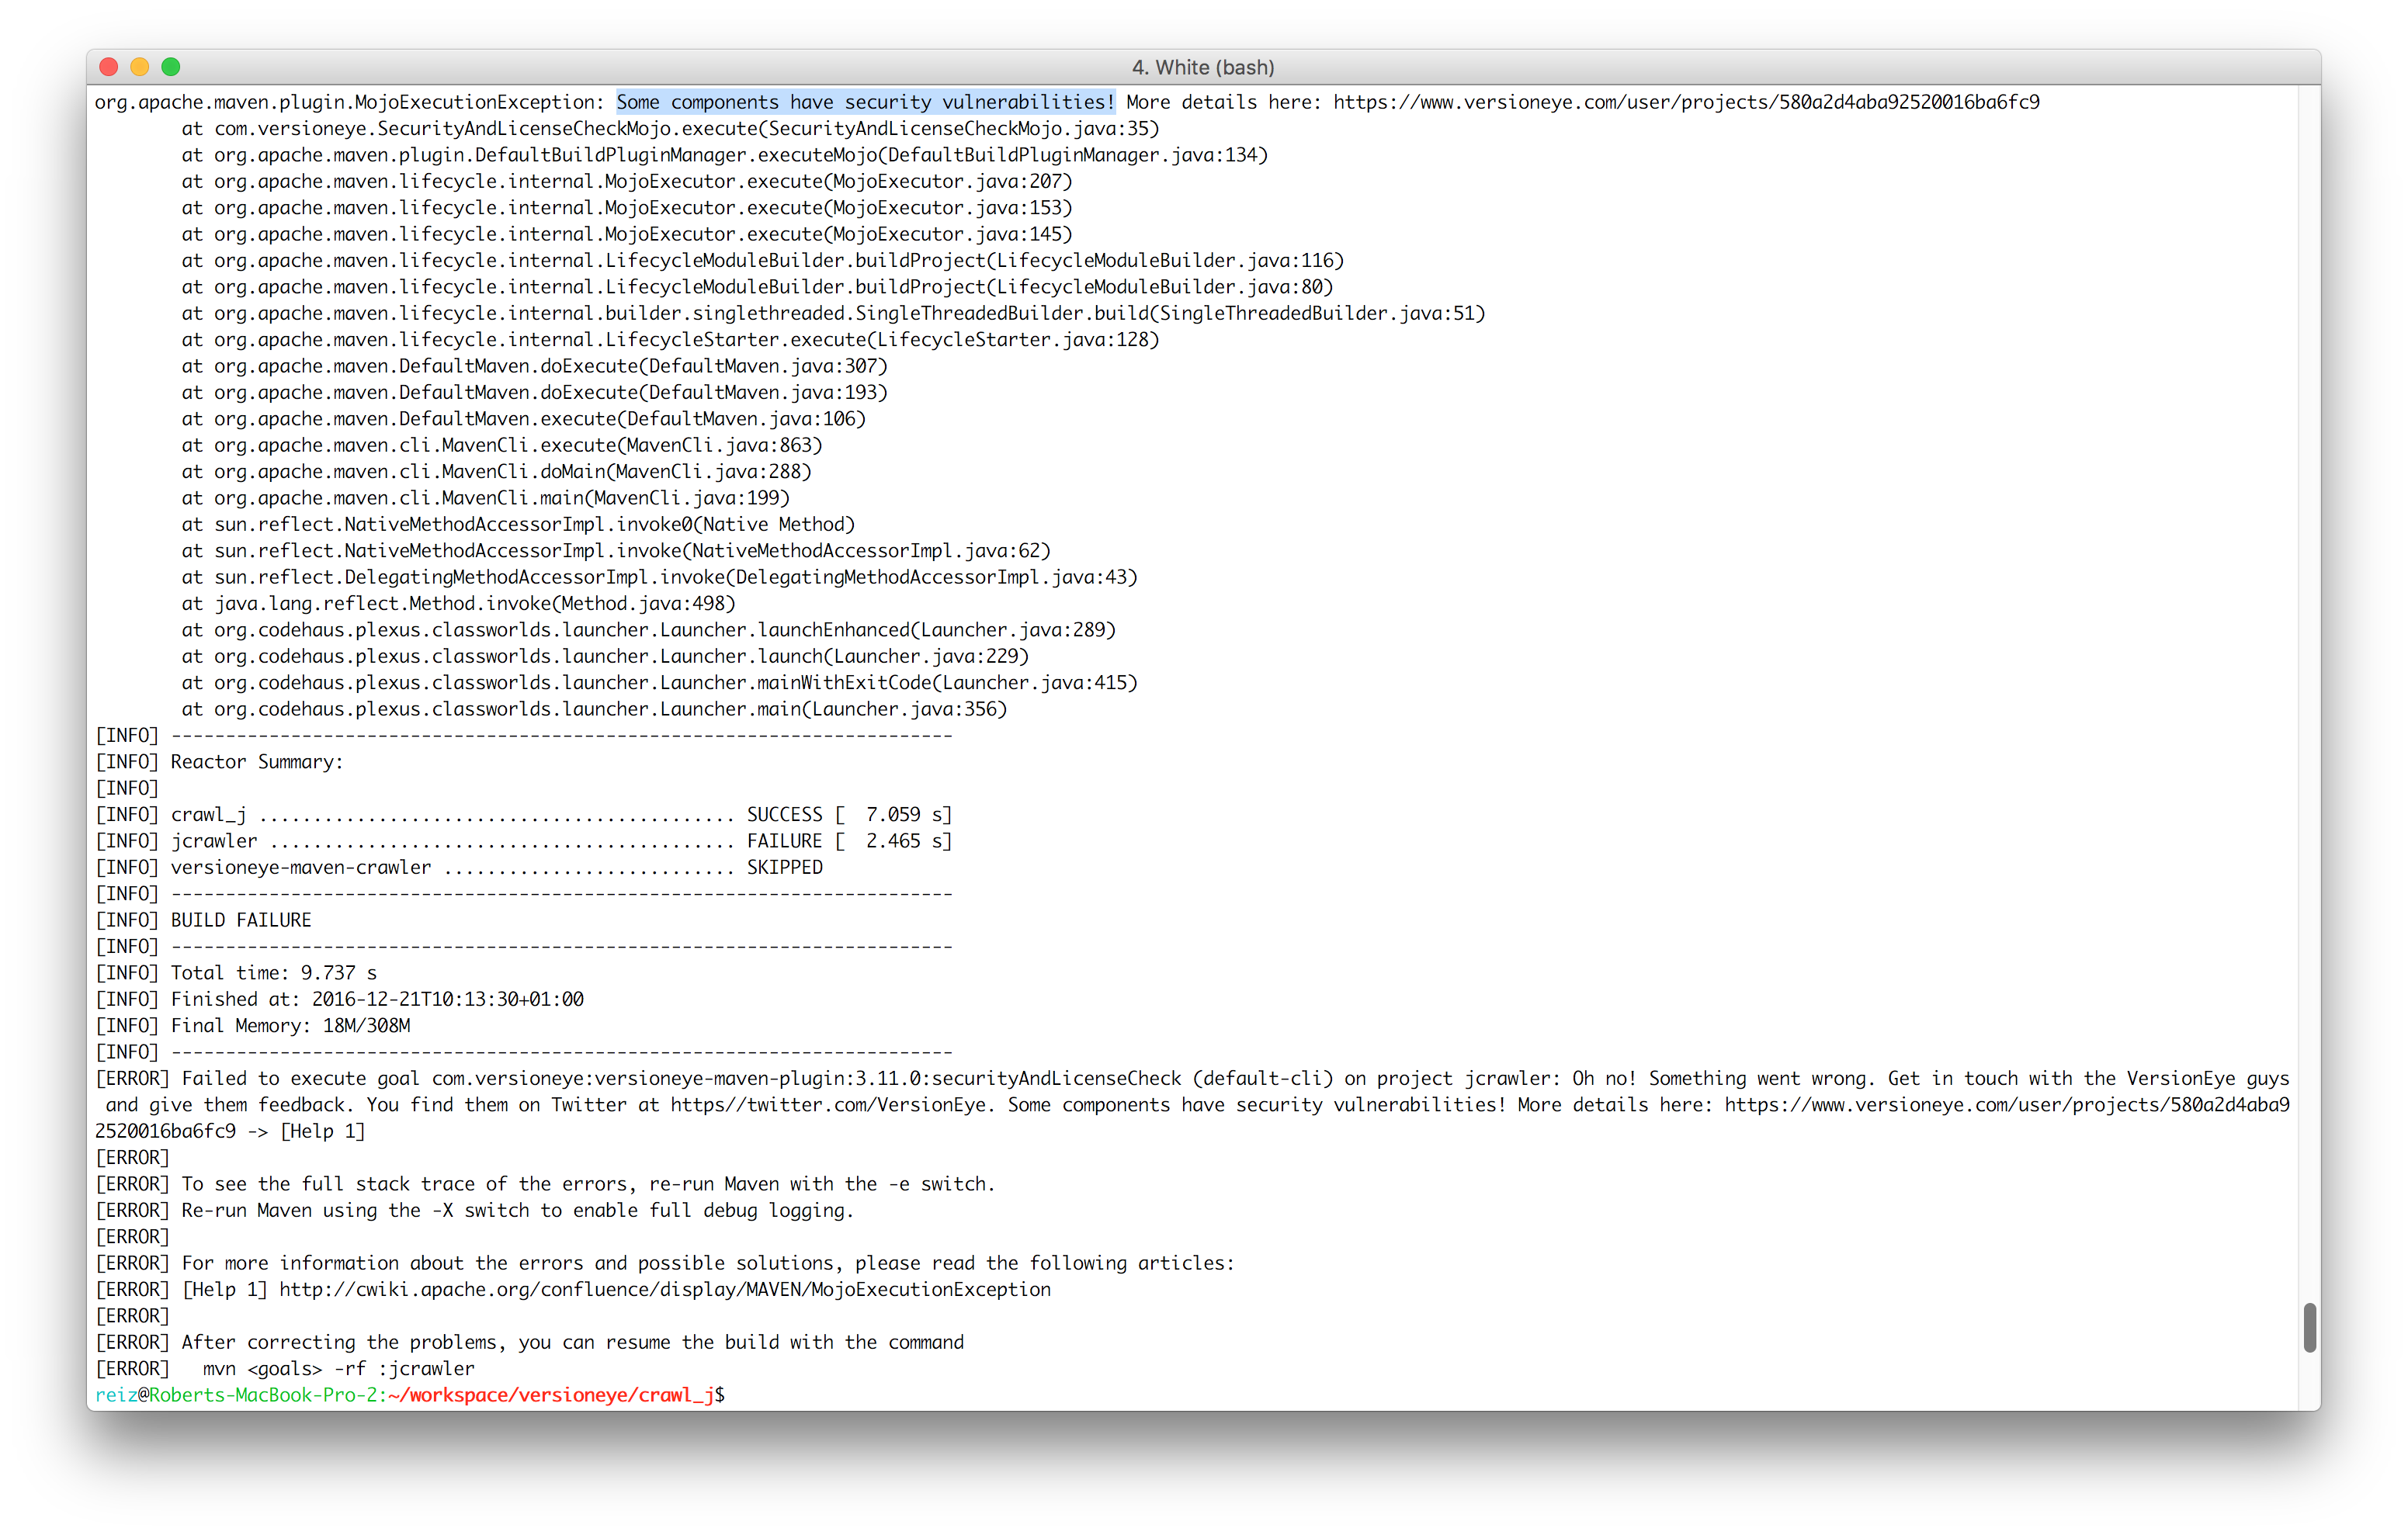 4. White (bash)
org.apache.maven.plugin.MojoExecutionException: Some components have security vulnerabilities! More details here: https://www.versioneye.com/user/projects/580a2d4aba92520016ba6fc9
        at com.versioneye.SecurityAndLicenseCheckMojo.execute(SecurityAndLicenseCheckMojo.java:35)
        at org.apache.maven.plugin.DefaultBuildPluginManager.executeMojo(DefaultBuildPluginManager.java:134)
        at org.apache.maven.lifecycle.internal.MojoExecutor.execute(MojoExecutor.java:207)
        at org.apache.maven.lifecycle.internal.MojoExecutor.execute(MojoExecutor.java:153)
        at org.apache.maven.lifecycle.internal.MojoExecutor.execute(MojoExecutor.java:145)
        at org.apache.maven.lifecycle.internal.LifecycleModuleBuilder.buildProject(LifecycleModuleBuilder.java:116)
        at org.apache.maven.lifecycle.internal.LifecycleModuleBuilder.buildProject(LifecycleModuleBuilder.java:80)
        at org.apache.maven.lifecycle.internal.builder.singlethreaded.SingleThreadedBuilder.build(SingleThreadedBuilder.java:51)
        at org.apache.maven.lifecycle.internal.LifecycleStarter.execute(LifecycleStarter.java:128)
        at org.apache.maven.DefaultMaven.doExecute(DefaultMaven.java:307)
        at org.apache.maven.DefaultMaven.doExecute(DefaultMaven.java:193)
        at org.apache.maven.DefaultMaven.execute(DefaultMaven.java:106)
        at org.apache.maven.cli.MavenCli.execute(MavenCli.java:863)
        at org.apache.maven.cli.MavenCli.doMain(MavenCli.java:288)
        at org.apache.maven.cli.MavenCli.main(MavenCli.java:199)
        at sun.reflect.NativeMethodAccessorImpl.invoke0(Native Method)
        at sun.reflect.NativeMethodAccessorImpl.invoke(NativeMethodAccessorImpl.java:62)
        at sun.reflect.DelegatingMethodAccessorImpl.invoke(DelegatingMethodAccessorImpl.java:43)
        at java.lang.reflect.Method.invoke(Method.java:498)
        at org.codehaus.plexus.classworlds.launcher.Launcher.launchEnhanced(Launcher.java:289)
        at org.codehaus.plexus.classworlds.launcher.Launcher.launch(Launcher.java:229)
        at org.codehaus.plexus.classworlds.launcher.Launcher.mainWithExitCode(Launcher.java:415)
        at org.codehaus.plexus.classworlds.launcher.Launcher.main(Launcher.java:356)
[INFO] ------------------------------------------------------------------------
[INFO] Reactor Summary:
[INFO]
[INFO] crawl_j ............................................ SUCCESS [  7.059 s]
[INFO] jcrawler ........................................... FAILURE [  2.465 s]
[INFO] versioneye-maven-crawler ........................... SKIPPED
[INFO] ------------------------------------------------------------------------
[INFO] BUILD FAILURE
[INFO] ------------------------------------------------------------------------
[INFO] Total time: 9.737 s
[INFO] Finished at: 2016-12-21T10:13:30+01:00
[INFO] Final Memory: 18M/308M
[INFO] ------------------------------------------------------------------------
[ERROR] Failed to execute goal com.versioneye:versioneye-maven-plugin:3.11.0:securityAndLicenseCheck (default-cli) on project jcrawler: Oh no! Something went wrong. Get in touch with the VersionEye guys
 and give them feedback. You find them on Twitter at https//twitter.com/VersionEye. Some components have security vulnerabilities! More details here: https://www.versioneye.com/user/projects/580a2d4aba9
2520016ba6fc9 -> [Help 1]
[ERROR]
[ERROR] To see the full stack trace of the errors, re-run Maven with the -e switch.
[ERROR] Re-run Maven using the -X switch to enable full debug logging.
[ERROR]
[ERROR] For more information about the errors and possible solutions, please read the following articles:
[ERROR] [Help 1] http://cwiki.apache.org/confluence/display/MAVEN/MojoExecutionException
[ERROR]
[ERROR] After correcting the problems, you can resume the build with the command
[ERROR]   mvn <goals> -rf :jcrawler
reiz@Roberts-MacBook-Pro-2:~/workspace/versioneye/crawl_j$